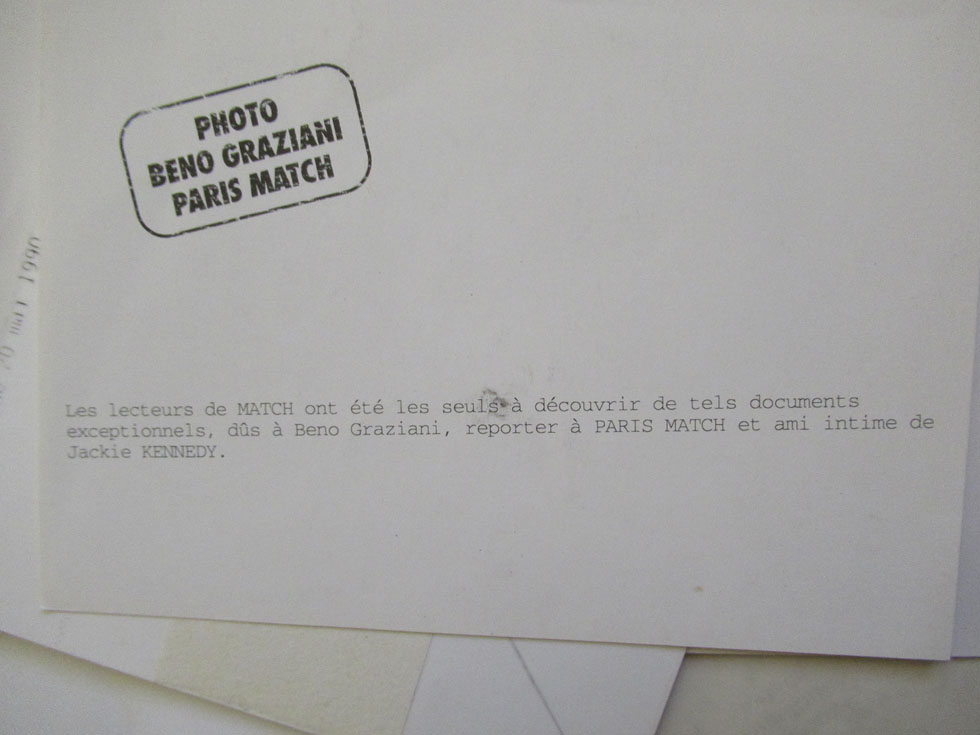 PHOTO
BENO GRAZIANI
PARIS MATCH
1990
Les lecteurs de MATCH ont été les seuls à découvrir de tels documents
exceptionnels, dûs à Beno Graziani, reporter à PARIS MATCH et ami intime de
Jackie KENNEDY.